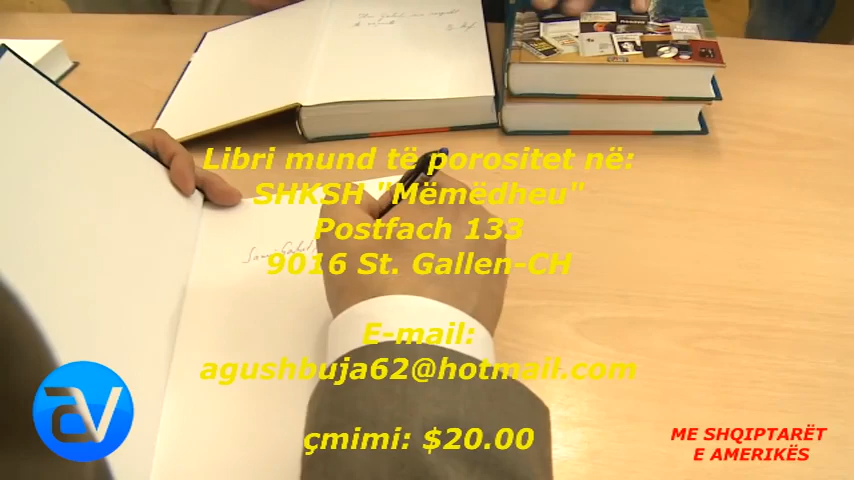 Libri mund të porositet në:
SHKSH "Mëmëdheu"
Postfach 133
9016 St. Gallen-CH
E-mail:
agushbuja62@hotmail.com
çmimi: $20.00
ME SHQIPTARËT
E AMERIKËS